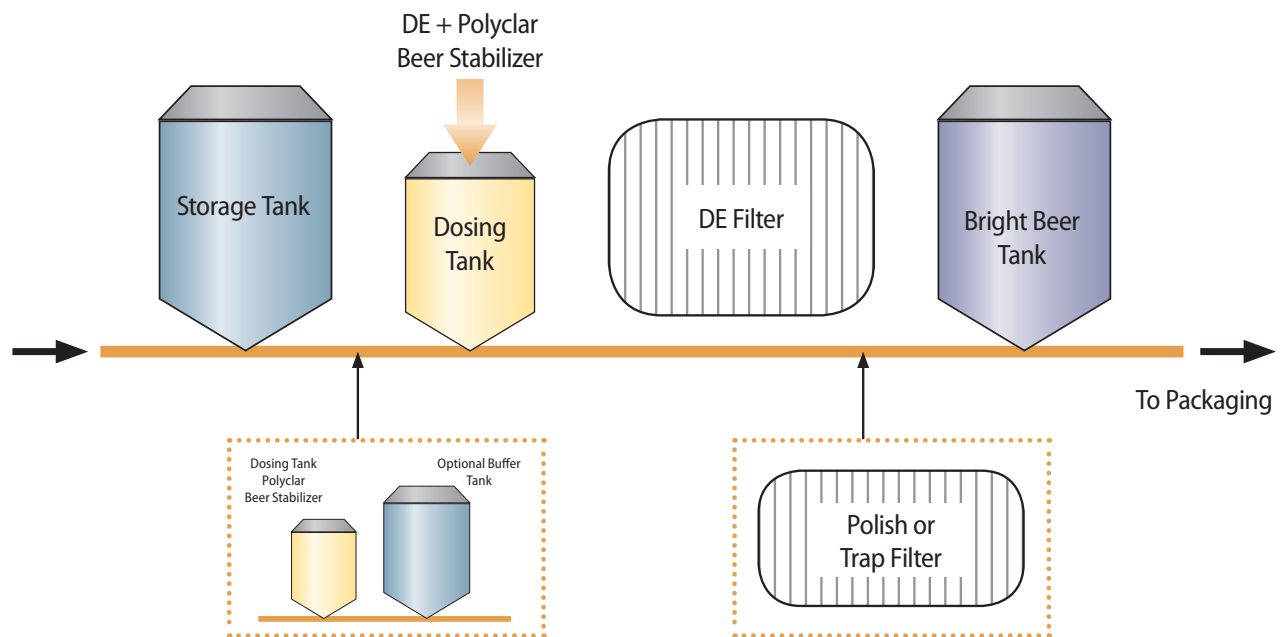 DE + Polyclar
Beer Stabilizer
Storage Tank
Dosing
Tank
DE Filter
Bright Beer
Tank
To Packaging
Dosing Tank
Polyclar
Beer Stabilizer
Optional Buffer
Tank
Polish or
Trap Filter